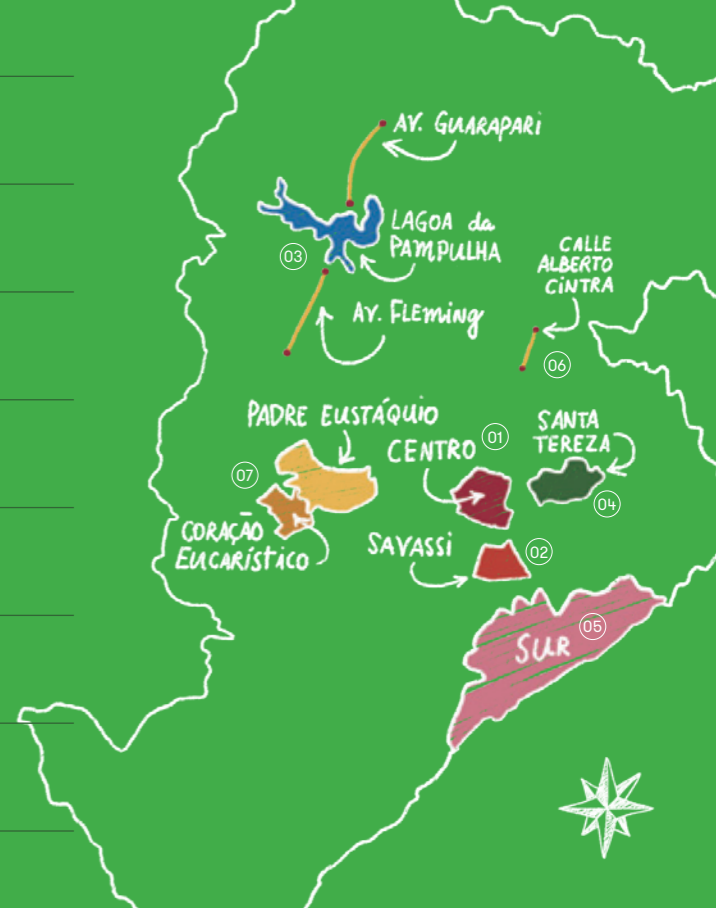 AV. GUARAPARI
LAGOA da
PAMPULHA
03
CALLE
ALBERTO
CINTRA
AV. FLEMING
06
PADRE EUSTÁQUIO
01
CENTRO
SANTA
TEREZA
07
04
CORAÇÃO
EUCARÍSTICO
SAVASSI
02
05
SUR